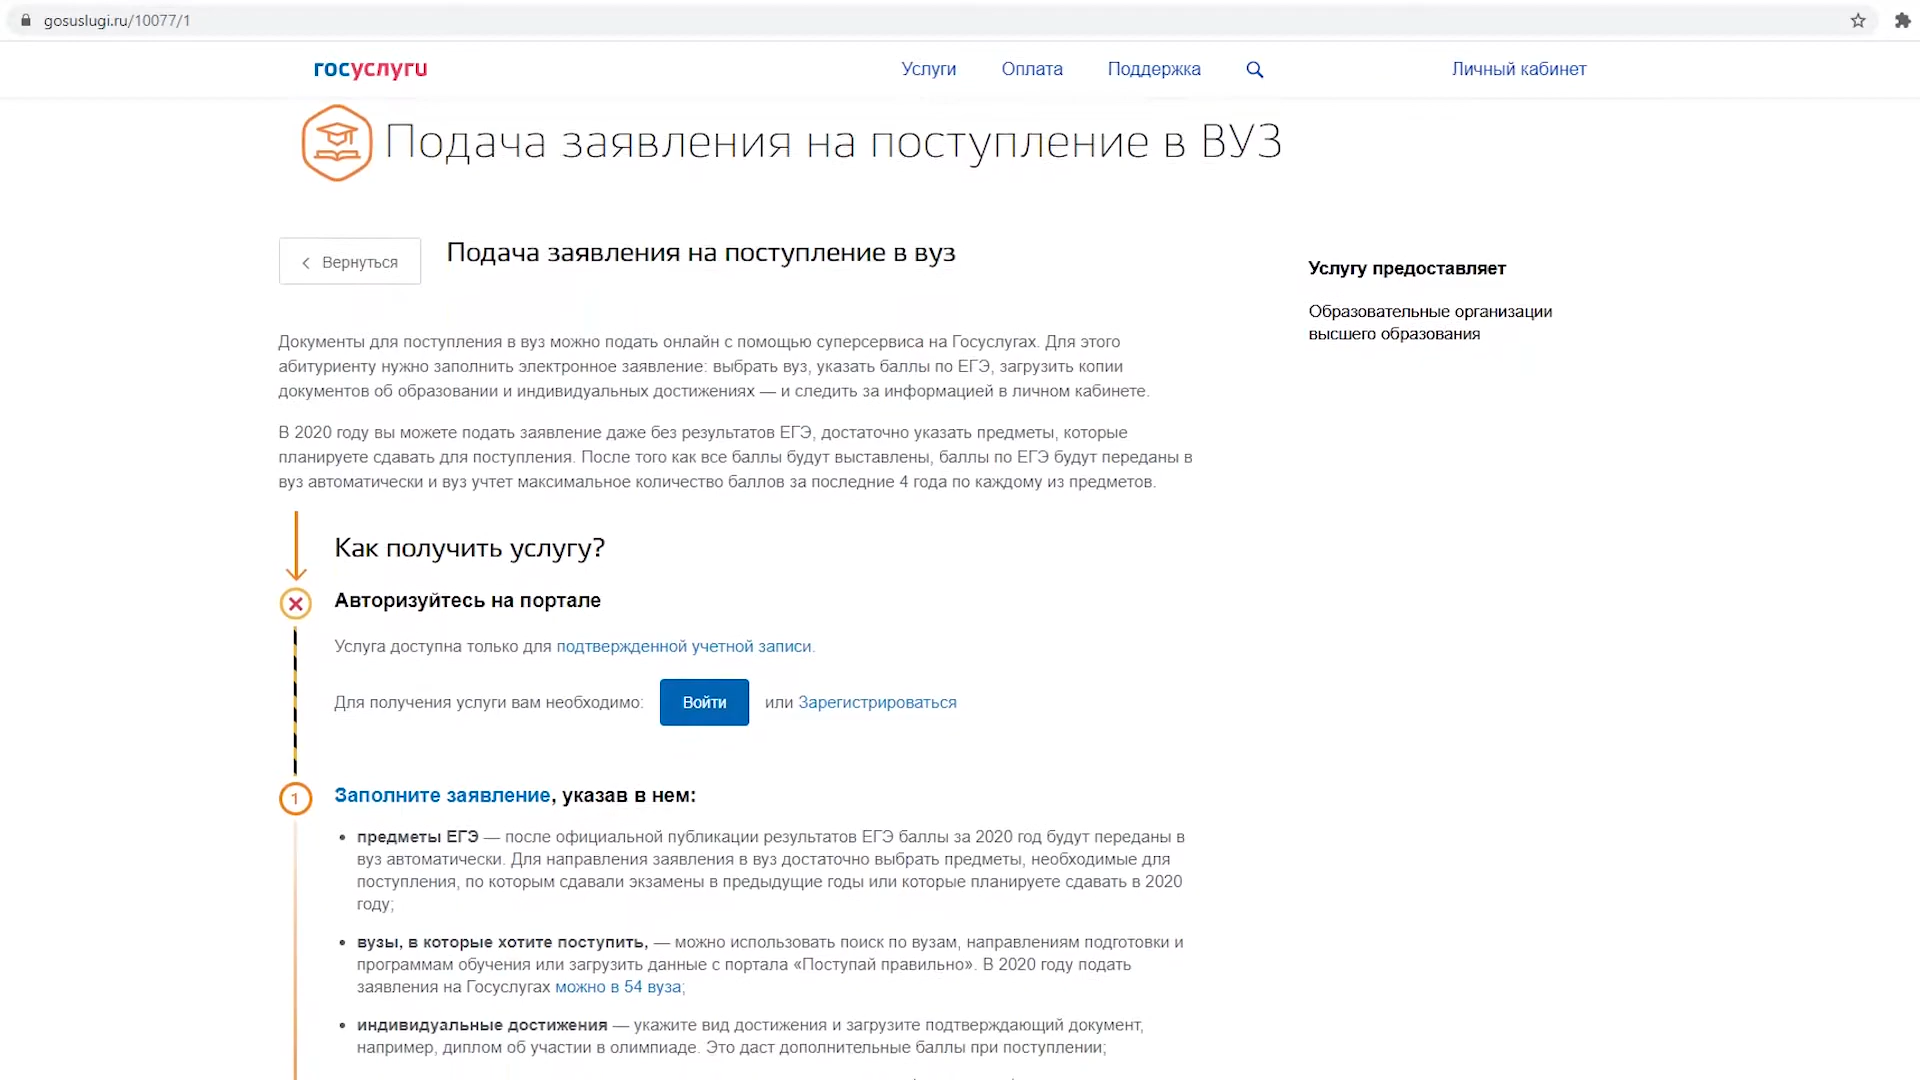 gosuslugi.ru/10077/1
госуслуги
Услуги
Оплата
Поддержка
Личный кабинет
Подача заявления на поступление в ВУЗ
Вернуться
Подача заявления на поступление в вуз
Услугу предоставляет
Образовательные организации
высшего образования
Документы для поступления в вуз можно подать онлайн с помощью суперсервиса на Госуслугах. Для этого
абитуриенту нужно заполнить электронное заявление: выбрать вуз, указать баллы по ЕГЭ, загрузить копии
документов об образовании и индивидуальных достижениях — и следить за информацией в личном кабинете.
В 2020 году вы можете подать заявление даже без результатов ЕГЭ, достаточно указать предметы, которые
планируете сдавать для поступления. После того как все баллы будут выставлены, баллы по ЕГЭ будут переданы в
вуз автоматически и вуз учтет максимальное количество баллов за последние 4 года по каждому из предметов.
Как получить услугу?
Авторизуйтесь на портале
Услуга доступна только для подтвержденной учетной записи.
Для получения услуги вам необходимо: Войти или Зарегистрироваться
1 Заполните заявление, указав в нем:
• предметы ЕГЭ — после официальной публикации результатов ЕГЭ баллы за 2020 год будут переданы в
вуз автоматически. Для направления заявления в вуз достаточно выбрать предметы, необходимые для
поступления, по которым сдавали экзамены в предыдущие годы или которые планируете сдавать в 2020
году;
• вузы, в которые хотите поступить, — можно использовать поиск по вузам, направлениям подготовки и
программам обучения или загрузить данные с портала «Поступай правильно». В 2020 году подать
заявления на Госуслугах можно в 54 вуза;
• индивидуальные достижения — укажите вид достижения и загрузите подтверждающий документ,
например, диплом об участии в олимпиаде. Это даст дополнительные баллы при поступлении;